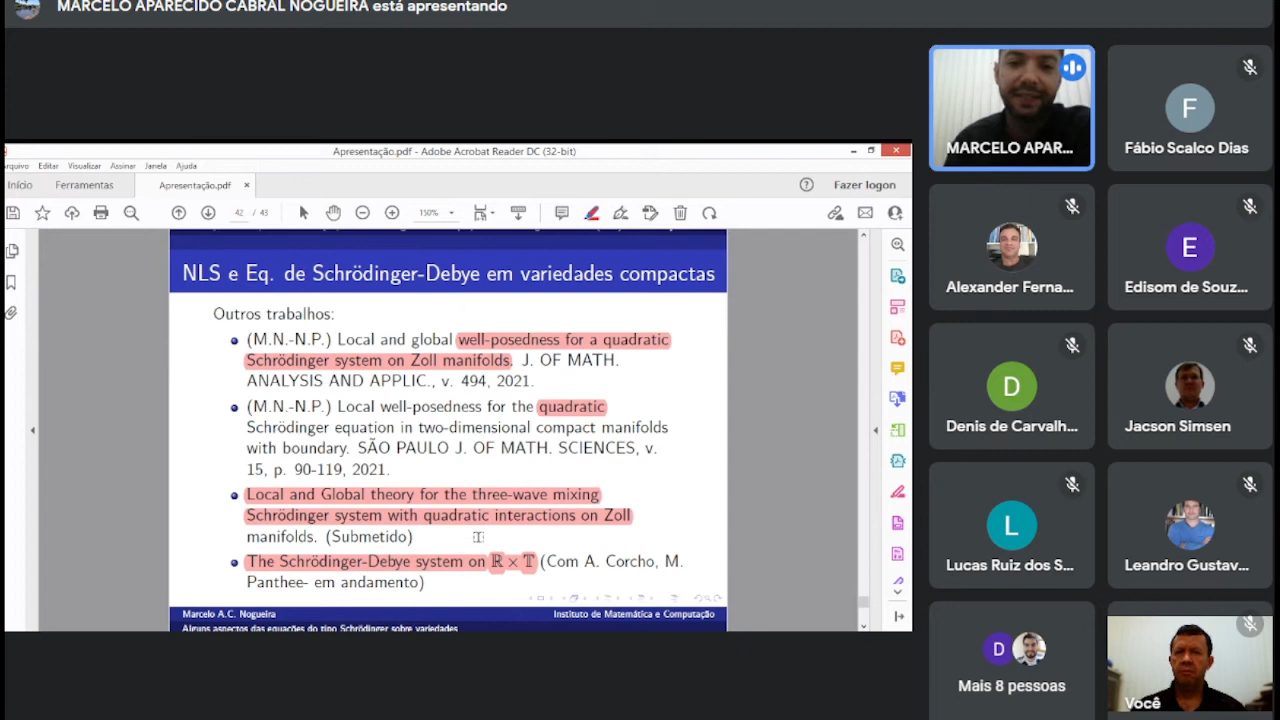 MARCELO APARECIDO CABRAL NOGUEIRA está apresentando
Apresentação.pdf - Adobe Acrobat Reader DC (32-bit)
Editar Visualizar Assinar Janela Ajuda
Início Ferramentas Apresentação.pdf × Fazer logon
42 / 43 150%
NLS e Eq. de Schrödinger-Debye em variedades compactas
Outros trabalhos:
(M.N.-N.P.) Local and global well-posedness for a quadratic
Schrödinger system on Zoll manifolds. J. OF MATH.
ANALYSIS AND APPLIC., v. 494, 2021.
(M.N.-N.P.) Local well-posedness for the quadratic
Schrödinger equation in two-dimensional compact manifolds
with boundary. SÃO PAULO J. OF MATH. SCIENCES, v.
15, p. 90-119, 2021.
Local and Global theory for the three-wave mixing
Schrödinger system with quadratic interactions on Zoll
manifolds. (Submetido)
The Schrödinger-Debye system on ℝ × 𝕋 (Com A. Corcho, M.
Panthee- em andamento)
Marcelo A.C. Nogueira Instituto de Matemática e Computação
Alguns aspectos das equações do tipo Schrödinger sobre variedades
MARCELO APAR...
F
Fábio Scalco Dias
Alexander Ferna...
E
Edisom de Souz...
D
Denis de Carvalh...
Jacson Simsen
L
Lucas Ruiz dos S...
Leandro Gustav...
D
Mais 8 pessoas
Você